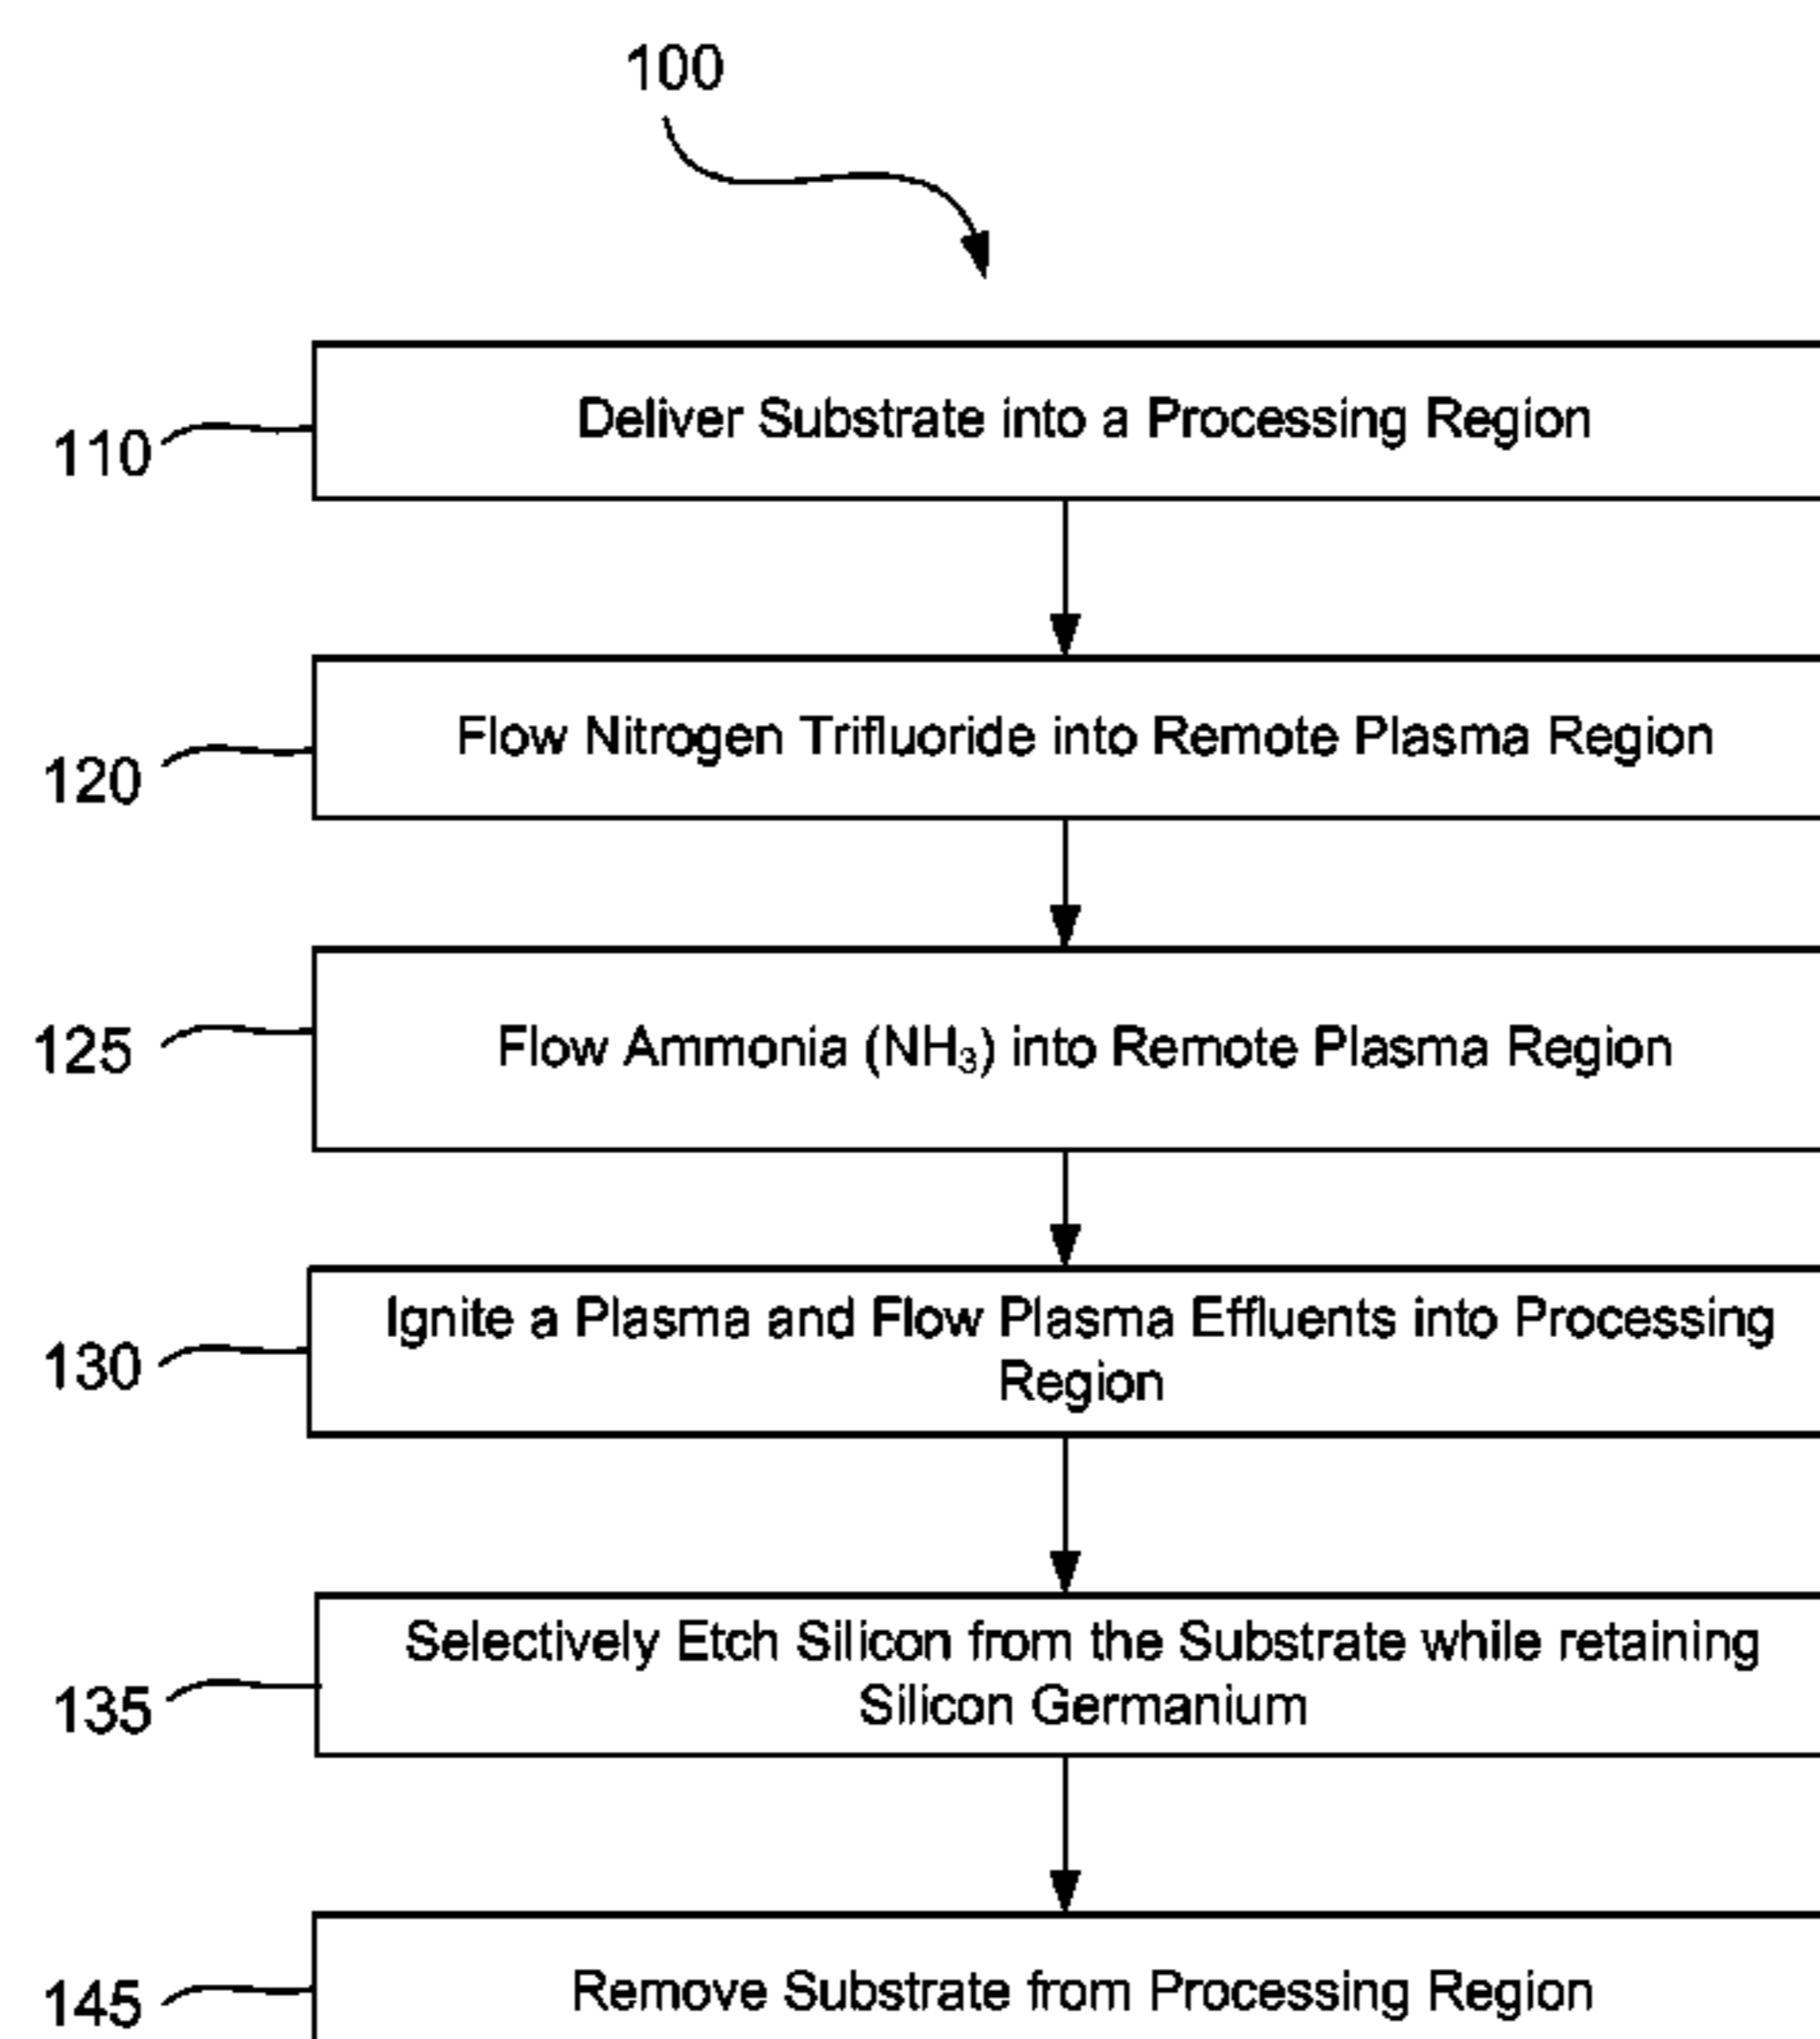 100
110
Deliver Substrate into a Processing Region
120
Flow Nitrogen Trifluoride into Remote Plasma Region
125
Flow Ammonia (NH₃) into Remote Plasma Region
130
Ignite a Plasma and Flow Plasma Effluents into Processing
Region
135
Selectively Etch Silicon from the Substrate while retaining
Silicon Germanium
145
Remove Substrate from Processing Region